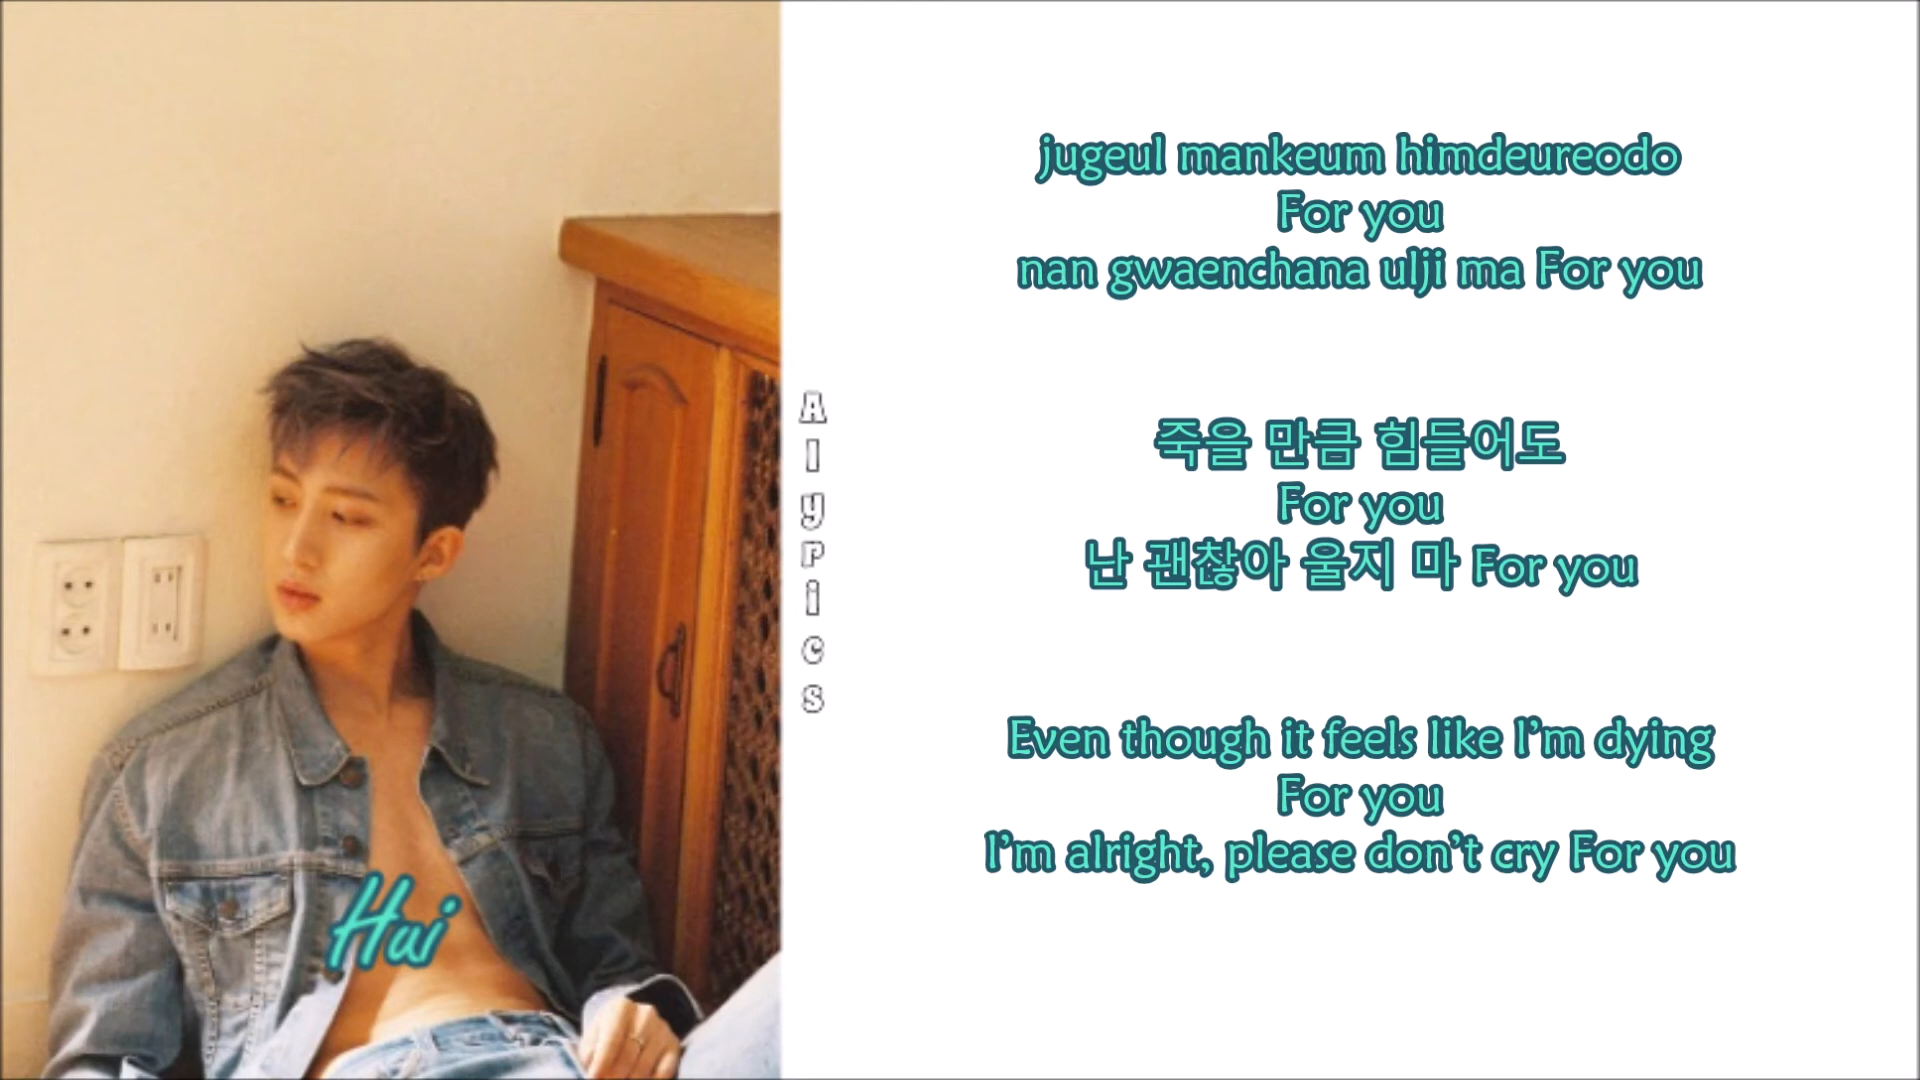 Hui
Alypics
jugeul mankeum himdeureodo
For you
nan gwaenchana ulji ma For you
죽을 만큼 힘들어도
For you
난 괜찮아 울지 마 For you
Even though it feels like I'm dying
For you
I'm alright, please don't cry For you